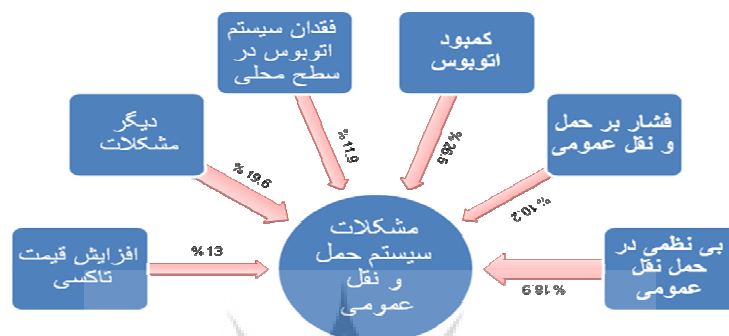 فقدان سیستم
اتوبوس در
سطح محلی
کمبود
اتوبوس
دیگر
مشکلات
فشار بر حمل
و نقل عمومی
% 11.9
% 26.5
% 19.6
% 10.2
مشکلات
سیستم حمل
و نقل
عمومی
افزایش قیمت
تاکسی
% 13
بی نظمی در
حمل نقل
عمومی
% 18.9